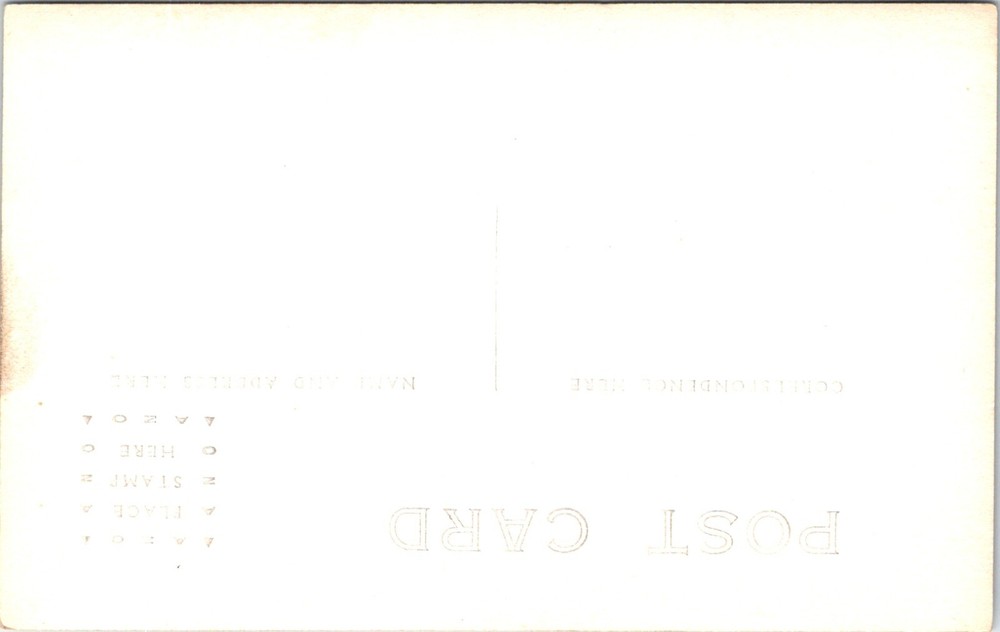 POST CARD
▲ A Z O ▲
A PLACE A
Z STAMP Z
O HERE O
▲ A Z O ▲
CORRESPONDENCE HERE
NAME AND ADDRESS HERE